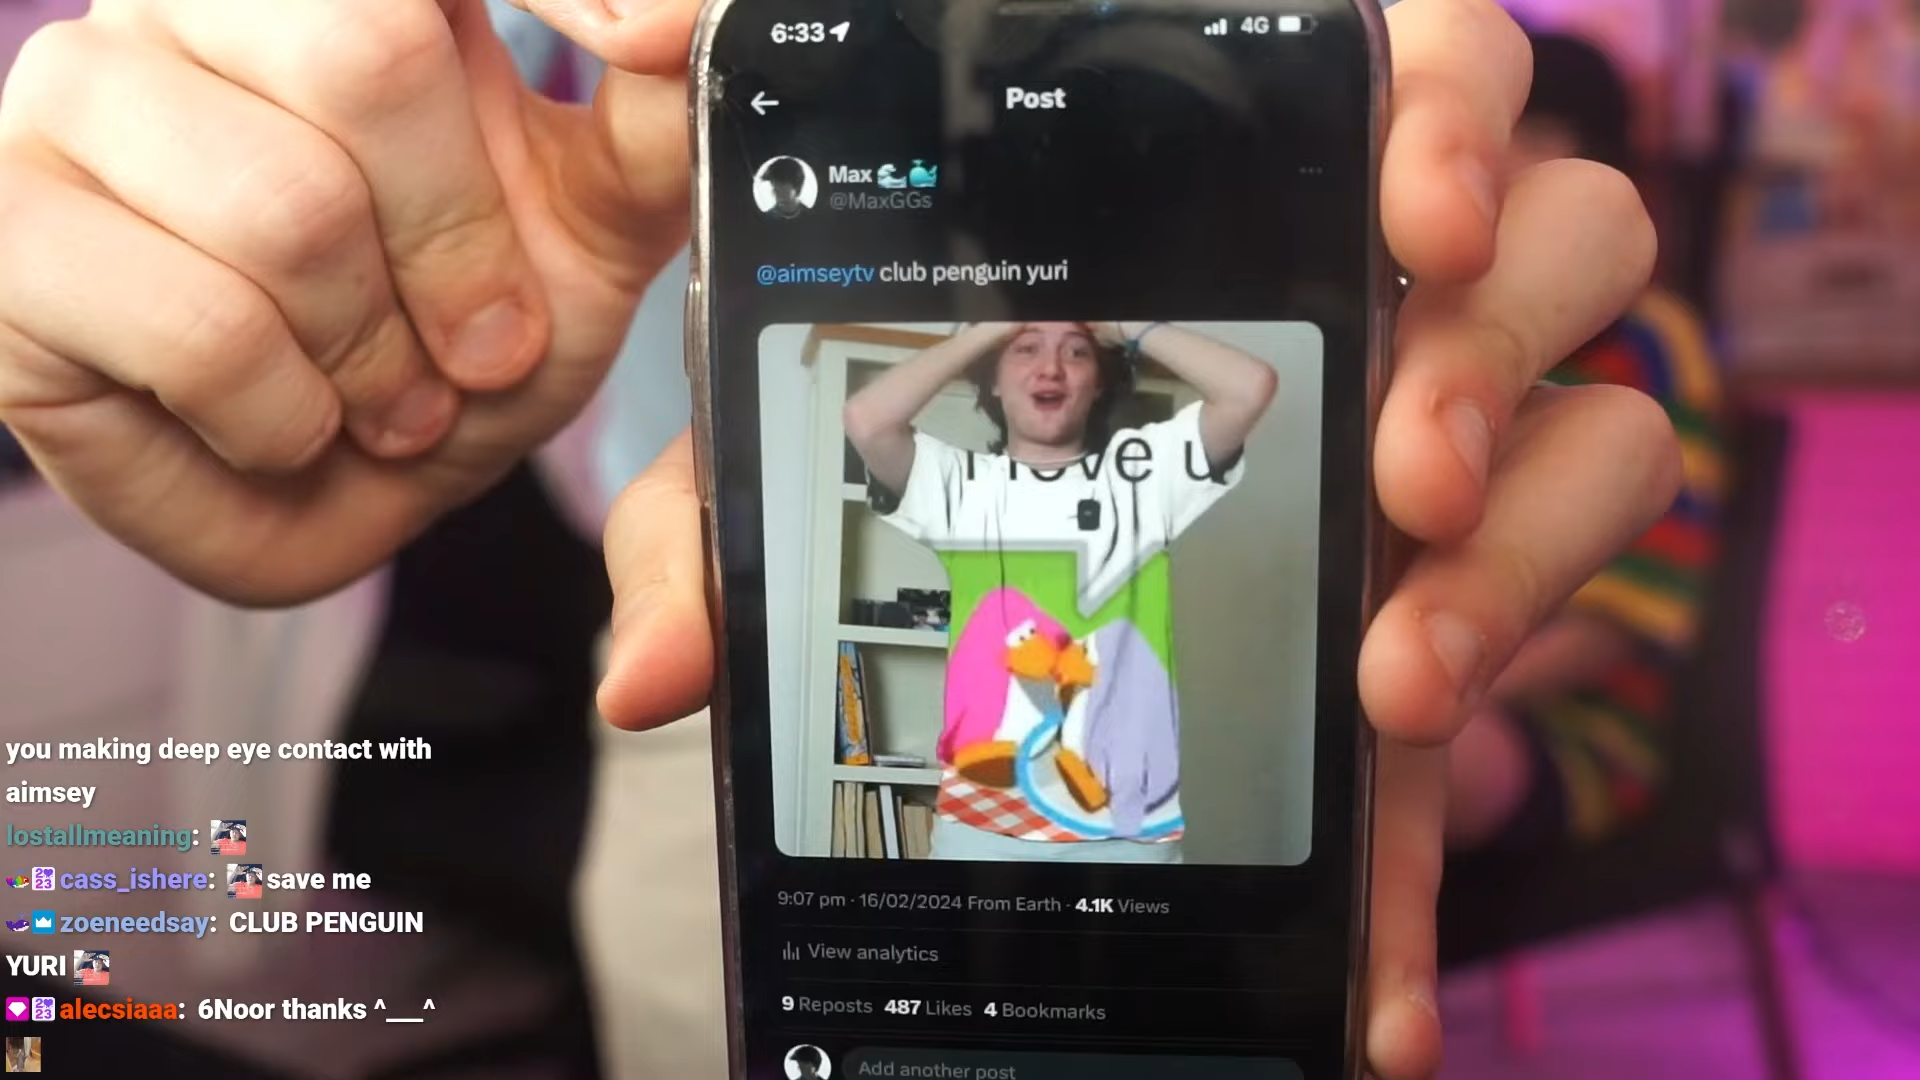 6:33
4G
Post
Max
@MaxGGs
@aimseytv club penguin yuri
I love u
9:07 pm · 16/02/2024 From Earth · 4.1K Views
View analytics
9 Reposts 487 Likes 4 Bookmarks
Add another post
you making deep eye contact with
aimsey
lostallmeaning:
cass_ishere: save me
zoeneedsay: CLUB PENGUIN
YURI
alecsiaaa: 6Noor thanks ^___^